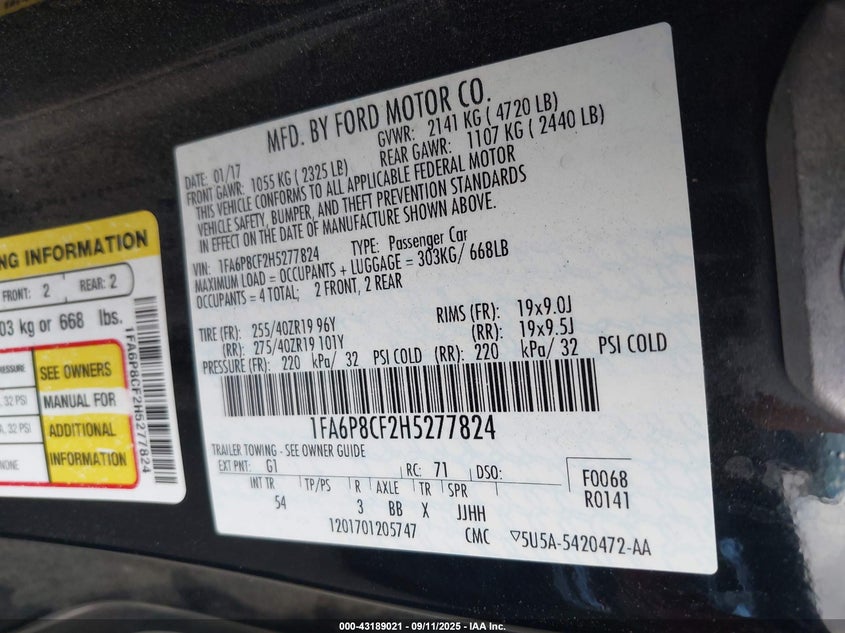 MFD. BY FORD MOTOR CO.
DATE: 01/17 GVWR: 2141 KG ( 4720 LB)
FRONT GAWR: 1055 KG ( 2325 LB) REAR GAWR: 1107 KG ( 2440 LB)
THIS VEHICLE CONFORMS TO ALL APPLICABLE FEDERAL MOTOR
VEHICLE SAFETY, BUMPER, AND THEFT PREVENTION STANDARDS
IN EFFECT ON THE DATE OF MANUFACTURE SHOWN ABOVE.
VIN: 1FA6P8CF2H5277824 TYPE: Passenger Car
MAXIMUM LOAD = OCCUPANTS + LUGGAGE = 303KG/ 668LB
OCCUPANTS = 4 TOTAL; 2 FRONT, 2 REAR
TIRE (FR): 255/40ZR19 96Y RIMS (FR): 19x9.0J
(RR): 275/40ZR19 101Y (RR): 19x9.5J
PRESSURE (FR): 220 kPa/ 32 PSI COLD (RR): 220 kPa/ 32 PSI COLD
1FA6P8CF2H5277824
TRAILER TOWING - SEE OWNER GUIDE
EXT PNT: G1 RC: 71 DSO: F0068
R0141
INT TR TP/PS R AXLE TR SPR
54 3 BB X JJHH
1201701205747 CMC 5U5A-5420472-AA
NG INFORMATION
FRONT: 2 REAR: 2
03 kg or 668 lbs.
RESSURE SEE OWNERS
32 PSI MANUAL FOR
32 PSI ADDITIONAL
NONE INFORMATION
1FA6P8CF2H5277824
000-43189021 - 09/11/2025 - IAA Inc.